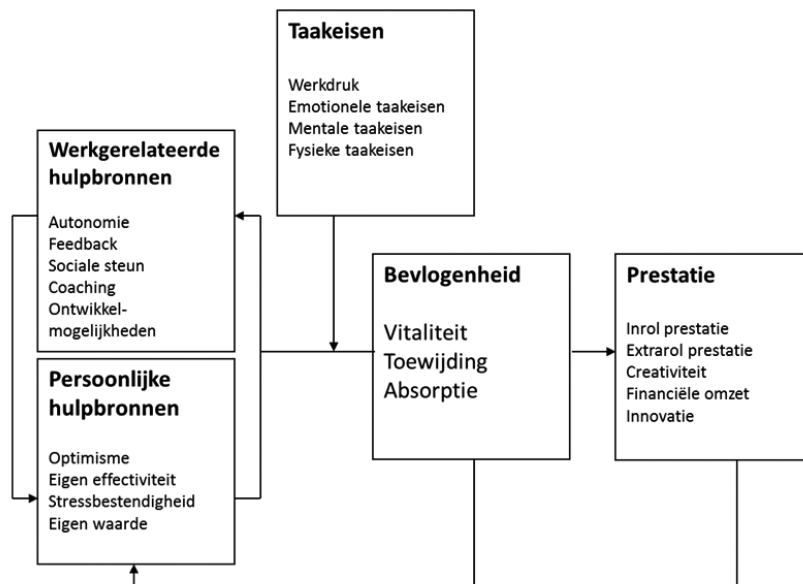 Taakeisen
Werkdruk
Emotionele taakeisen
Mentale taakeisen
Fysieke taakeisen
Werkgerelateerde
hulpbronnen
Autonomie
Feedback
Sociale steun
Coaching
Ontwikkel-
mogelijkheden
Persoonlijke
hulpbronnen
Optimisme
Eigen effectiviteit
Stressbestendigheid
Eigen waarde
Bevlogenheid
Vitaliteit
Toewijding
Absorptie
Prestatie
Inrol prestatie
Extrarol prestatie
Creativiteit
Financiële omzet
Innovatie